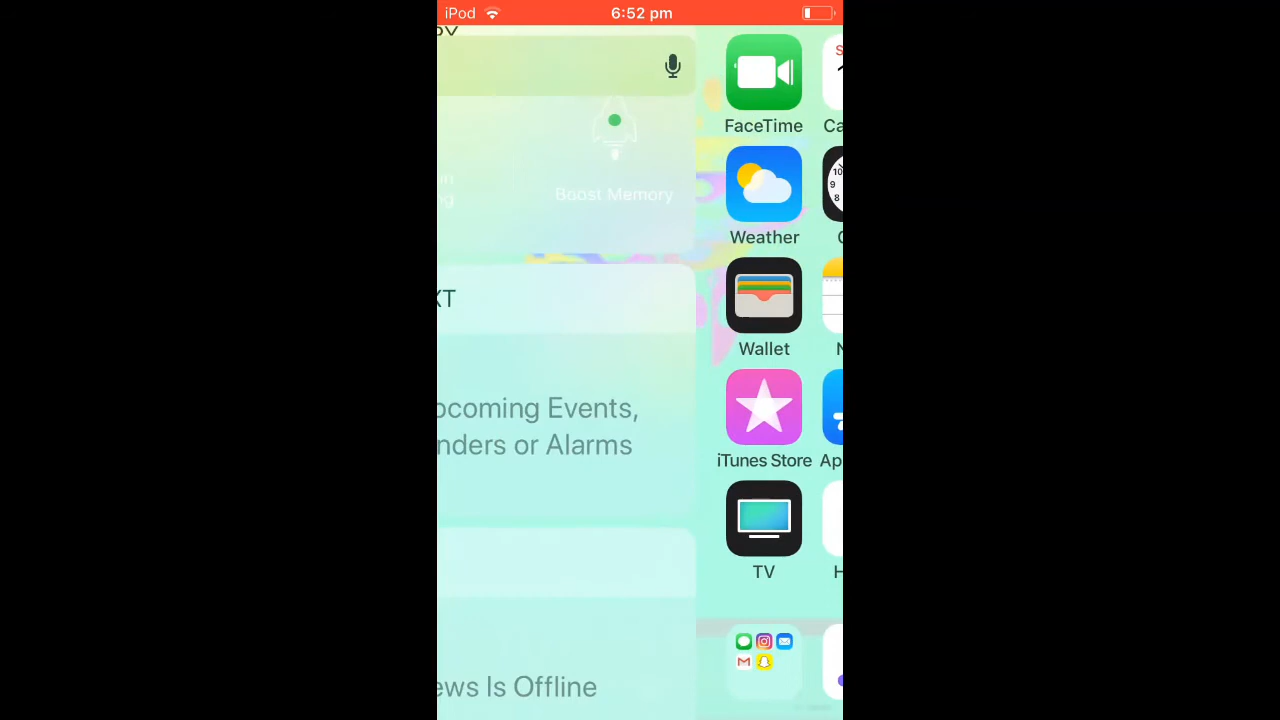 iPod
6:52 pm
FaceTime
Boost Memory
Weather
XT
Wallet
pcoming Events,
nders or Alarms
iTunes Store
Ap
TV
ews Is Offline